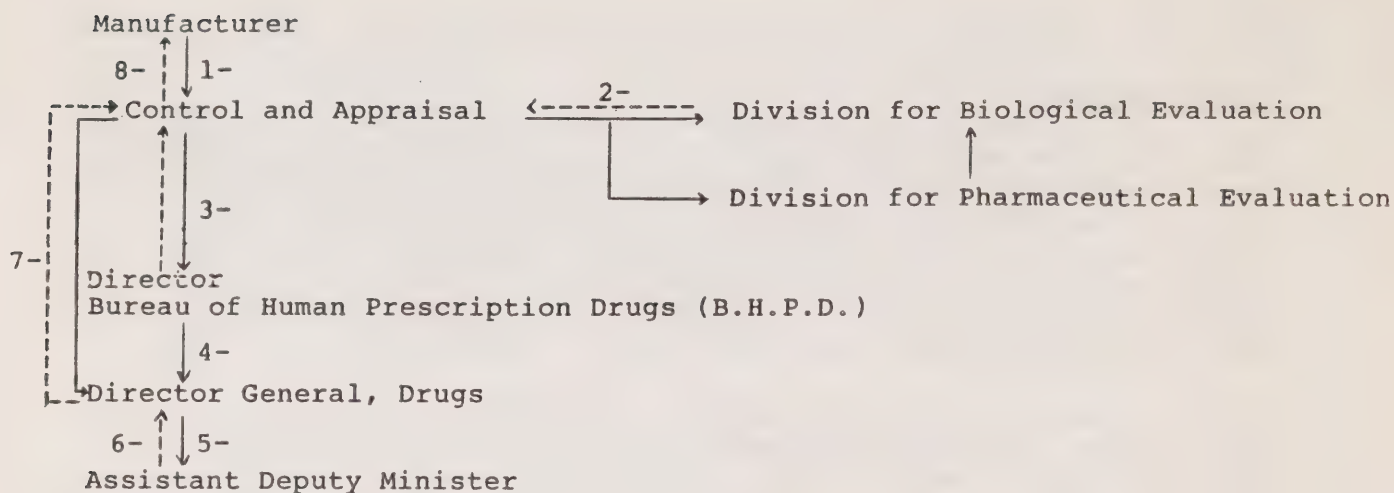 Manufacturer
8- 1-
Control and Appraisal 2- Division for Biological Evaluation
Division for Pharmaceutical Evaluation
3-
7-
Director
Bureau of Human Prescription Drugs (B.H.P.D.)
4-
Director General, Drugs
6- 5-
Assistant Deputy Minister